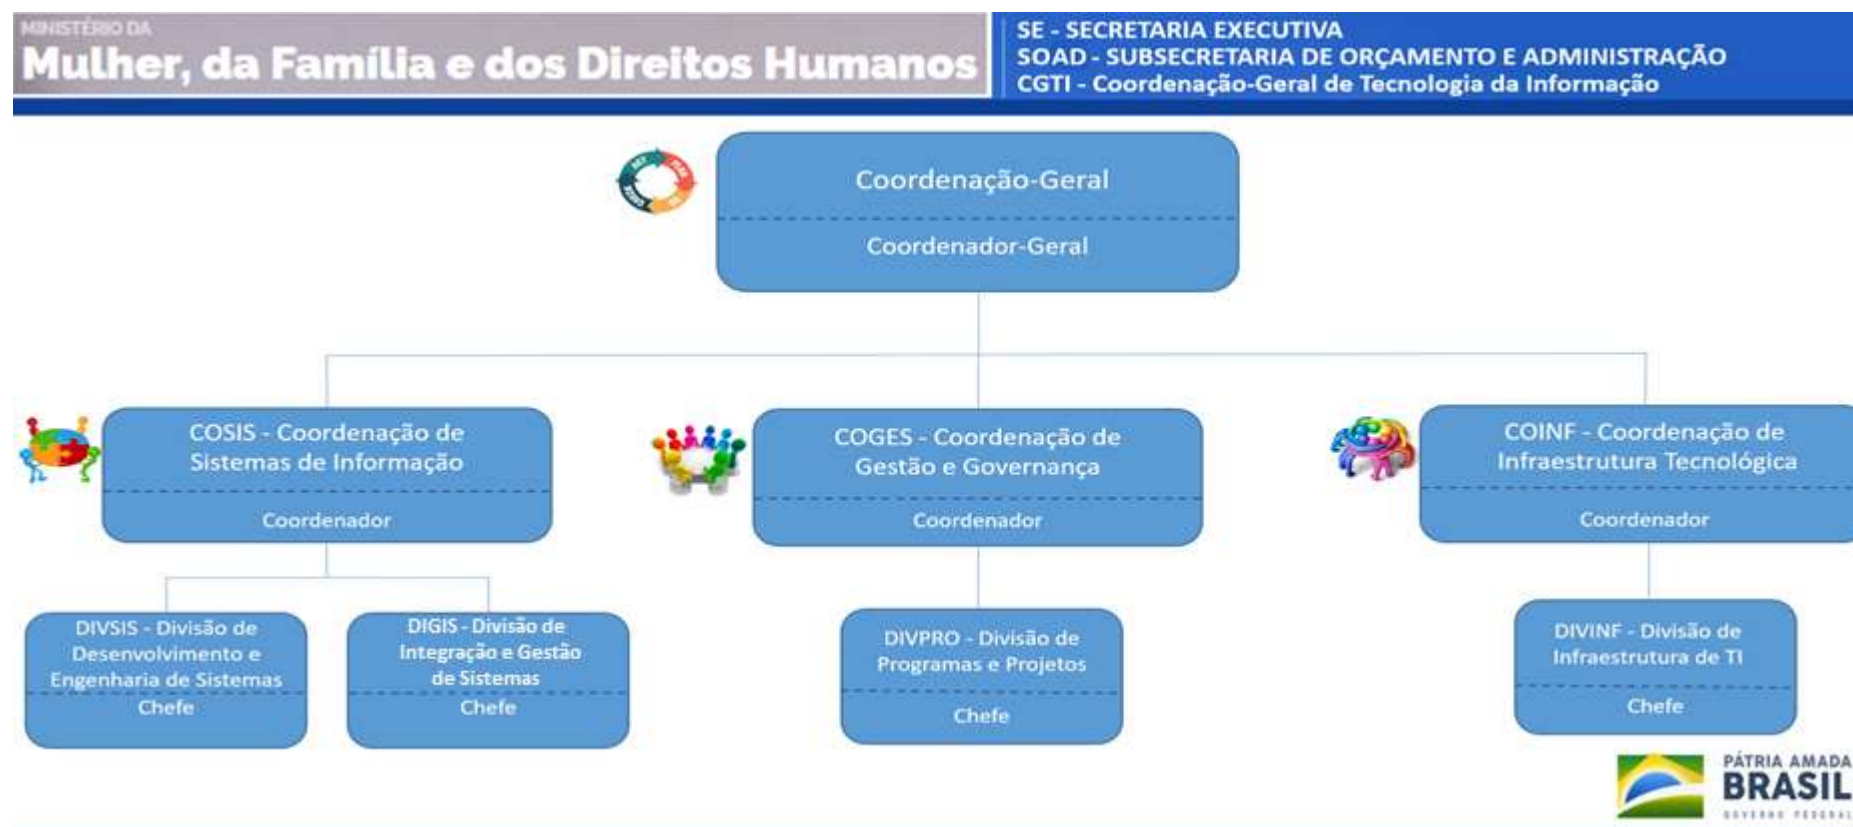 MINISTÉRIO DA
Mulher, da Família e dos Direitos Humanos
SE - SECRETARIA EXECUTIVA
SOAD - SUBSECRETARIA DE ORÇAMENTO E ADMINISTRAÇÃO
CGTI - Coordenação-Geral de Tecnologia da Informação
Coordenação-Geral
Coordenador-Geral
COSIS - Coordenação de
Sistemas de Informação
Coordenador
COGES - Coordenação de
Gestão e Governança
Coordenador
COINF - Coordenação de
Infraestrutura Tecnológica
Coordenador
DIVSIS - Divisão de
Desenvolvimento e
Engenharia de Sistemas
Chefe
DIGIS - Divisão de
Integração e Gestão
de Sistemas
Chefe
DIVPRO - Divisão de
Programas e Projetos
Chefe
DIVINF - Divisão de
Infraestrutura de TI
Chefe
PÁTRIA AMADA
BRASIL
GOVERNO FEDERAL